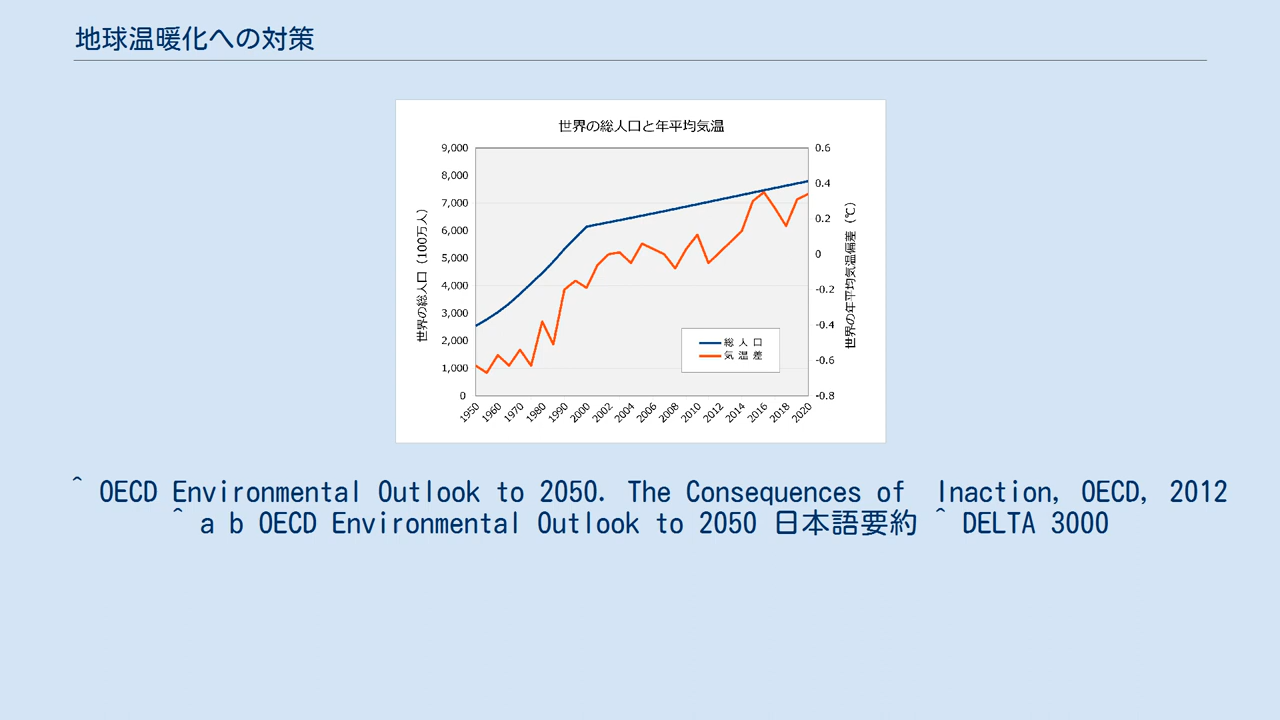 地球温暖化への対策
世界の総人口と年平均気温
9,000
8,000
7,000
6,000
5,000
4,000
3,000
2,000
1,000
0
世界の総人口（100万人）
0.6
0.4
0.2
0
-0.2
-0.4
-0.6
-0.8
世界の年平均気温偏差（℃）
総人口
気温差
1950 1960 1970 1980 1990 2000 2002 2004 2006 2008 2010 2012 2014 2016 2018 2020
^ OECD Environmental Outlook to 2050. The Consequences of Inaction, OECD, 2012
^ a b OECD Environmental Outlook to 2050 日本語要約 ^ DELTA 3000